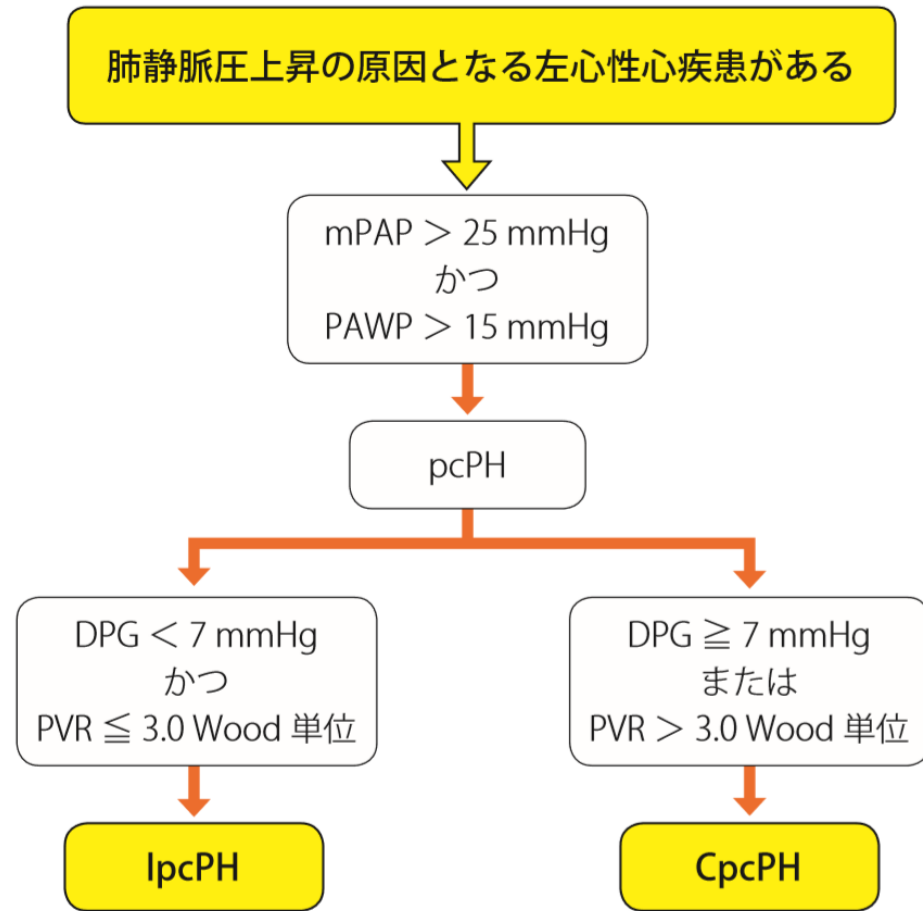 肺静脈圧上昇の原因となる左心性心疾患がある
mPAP > 25 mmHg
かつ
PAWP > 15 mmHg
pcPH
DPG < 7 mmHg
かつ
PVR ≦ 3.0 Wood 単位
DPG ≧ 7 mmHg
または
PVR > 3.0 Wood 単位
IpcPH
CpcPH